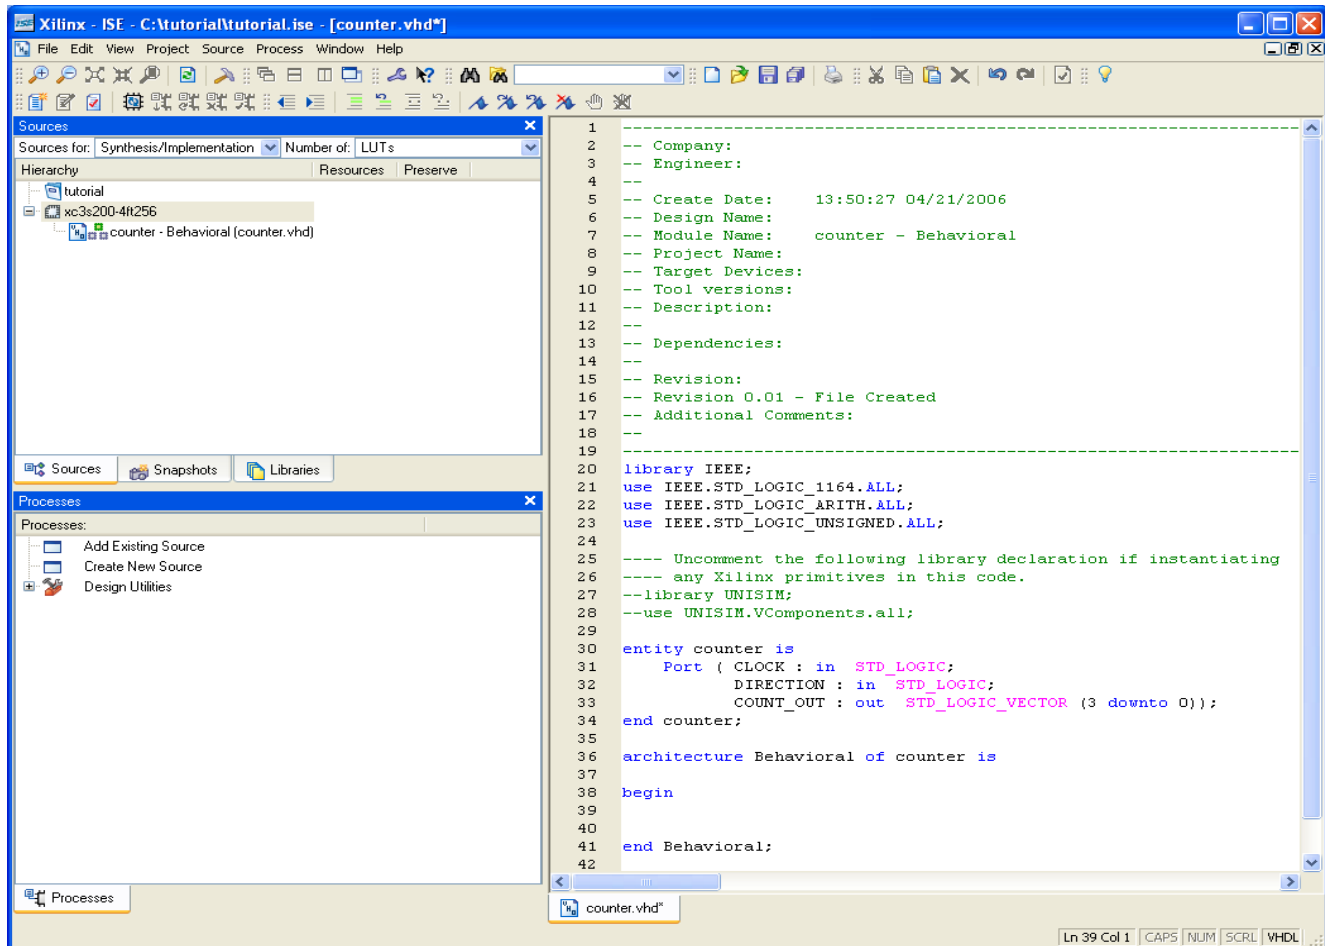 Xilinx - ISE - C:\tutorial\tutorial.ise - [counter.vhd*]
File Edit View Project Source Process Window Help
Sources
Sources for: Synthesis/Implementation Number of: LUTs
Hierarchy Resources Preserve
tutorial
xc3s200-4ft256
counter - Behavioral (counter.vhd)
Sources Snapshots Libraries
Processes
Processes:
Add Existing Source
Create New Source
Design Utilities
Processes
1 --------------------------------------------------------------------------------
2 -- Company:
3 -- Engineer:
4 --
5 -- Create Date:    13:50:27 04/21/2006
6 -- Design Name:
7 -- Module Name:    counter - Behavioral
8 -- Project Name:
9 -- Target Devices:
10 -- Tool versions:
11 -- Description:
12 --
13 -- Dependencies:
14 --
15 -- Revision:
16 -- Revision 0.01 - File Created
17 -- Additional Comments:
18 --
19 --------------------------------------------------------------------------------
20 library IEEE;
21 use IEEE.STD_LOGIC_1164.ALL;
22 use IEEE.STD_LOGIC_ARITH.ALL;
23 use IEEE.STD_LOGIC_UNSIGNED.ALL;
24
25 ---- Uncomment the following library declaration if instantiating
26 ---- any Xilinx primitives in this code.
27 --library UNISIM;
28 --use UNISIM.VComponents.all;
29
30 entity counter is
31     Port ( CLOCK : in  STD_LOGIC;
32            DIRECTION : in  STD_LOGIC;
33            COUNT_OUT : out  STD_LOGIC_VECTOR (3 downto 0));
34 end counter;
35
36 architecture Behavioral of counter is
37
38 begin
39
40
41 end Behavioral;
42
counter.vhd*
Ln 39 Col 1 CAPS NUM SCRL VHDL